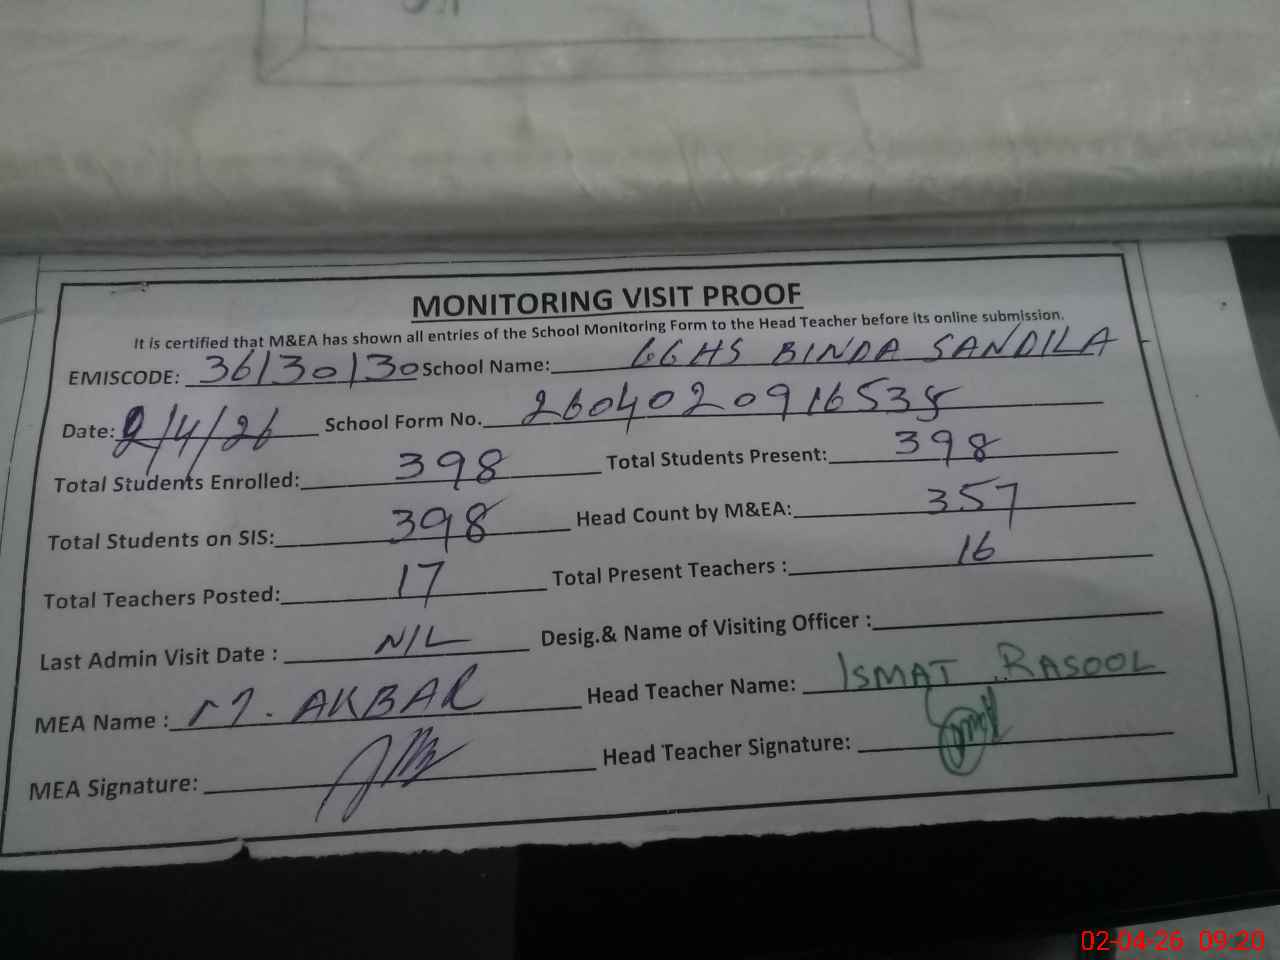 MONITORING VISIT PROOF
It is certified that M&EA has shown all entries of the School Monitoring Form to the Head Teacher before its online submission.
EMISCODE: 36130130 School Name: GGHS BINDA SANDILA
Date: 2/4/26 School Form No. 2604020916535
Total Students Enrolled: 398 Total Students Present: 398
Total Students on SIS: 398 Head Count by M&EA: 357
Total Teachers Posted: 17 Total Present Teachers : 16
Last Admin Visit Date : NIL Desig.& Name of Visiting Officer :
MEA Name : M. AKBAR Head Teacher Name: ISMAT RASOOL
MEA Signature: Head Teacher Signature:
02-04-26 09:20